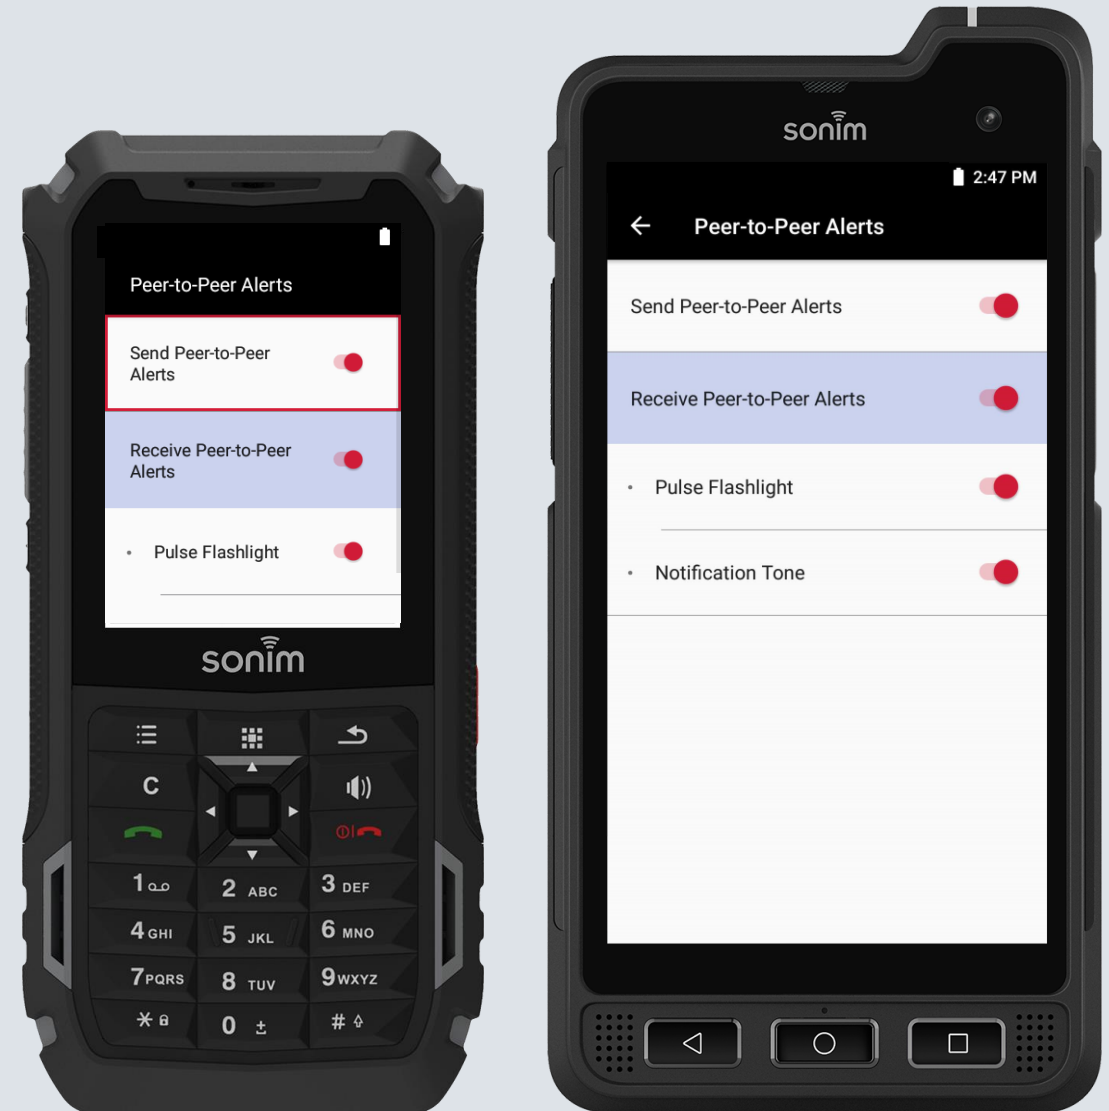 Peer-to-Peer Alerts
Send Peer-to-Peer
Alerts
Receive Peer-to-Peer
Alerts
• Pulse Flashlight
sonim
C
1
2 ABC
3 DEF
4 GHI
5 JKL
6 MNO
7 PQRS
8 TUV
9 WXYZ
*
0 ±
#
sonim
2:47 PM
Peer-to-Peer Alerts
Send Peer-to-Peer Alerts
Receive Peer-to-Peer Alerts
• Pulse Flashlight
• Notification Tone